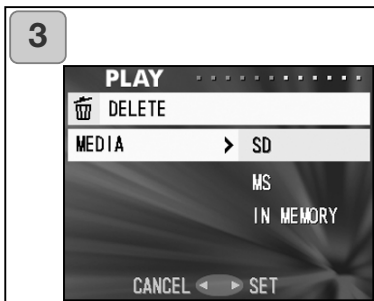 3
PLAY
DELETE
MEDIA > SD
MS
IN MEMORY
CANCEL ◄ ► SET